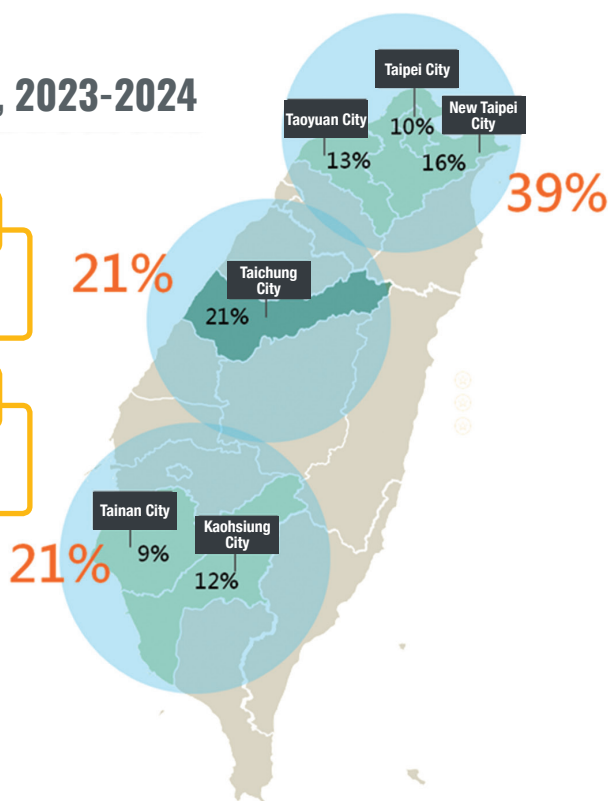 , 2023-2024
Taipei City
Taoyuan City
10%
New Taipei
City
13%
16%
39%
21%
Taichung
City
21%
Tainan City
Kaohsiung
City
9%
21%
12%